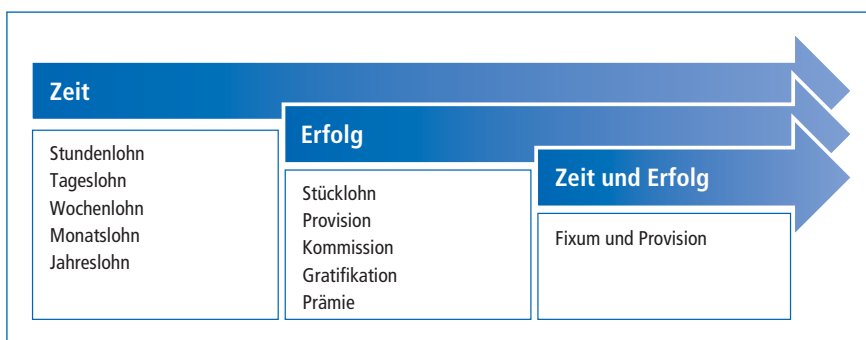 Zeit
Stundenlohn
Tageslohn
Wochenlohn
Monatslohn
Jahreslohn
Erfolg
Stücklohn
Provision
Kommission
Gratifikation
Prämie
Zeit und Erfolg
Fixum und Provision